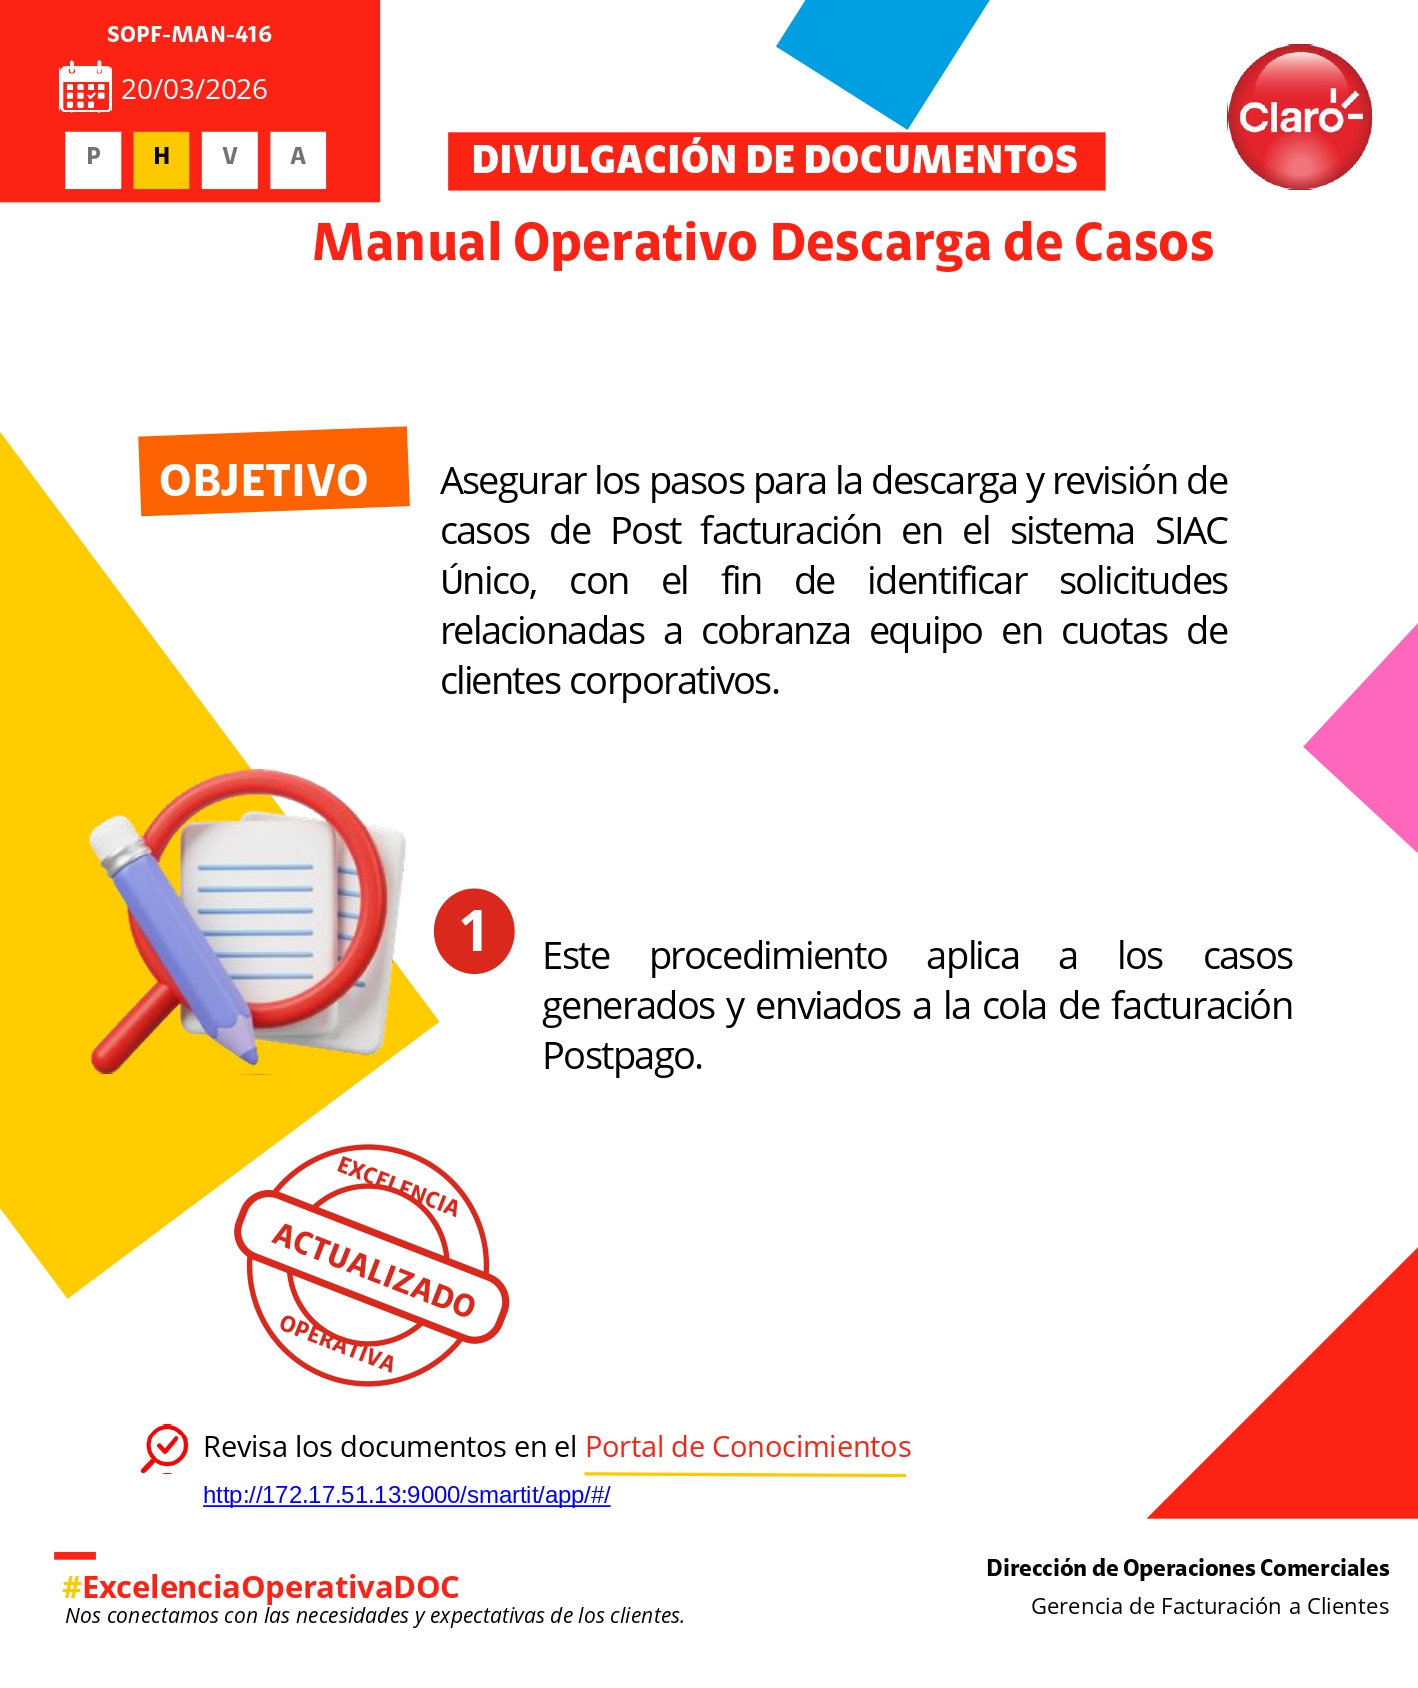 SOPF-MAN-416
20/03/2026
P H V A
Claro-
DIVULGACIÓN DE DOCUMENTOS
Manual Operativo Descarga de Casos
OBJETIVO
Asegurar los pasos para la descarga y revisión de
casos de Post facturación en el sistema SIAC
Único, con el fin de identificar solicitudes
relacionadas a cobranza equipo en cuotas de
clientes corporativos.
1
Este procedimiento aplica a los casos
generados y enviados a la cola de facturación
Postpago.
EXCELENCIA
ACTUALIZADO
OPERATIVA
Revisa los documentos en el Portal de Conocimientos
http://172.17.51.13:9000/smartit/app/#/
#ExcelenciaOperativaDOC
Nos conectamos con las necesidades y expectativas de los clientes.
Dirección de Operaciones Comerciales
Gerencia de Facturación a Clientes